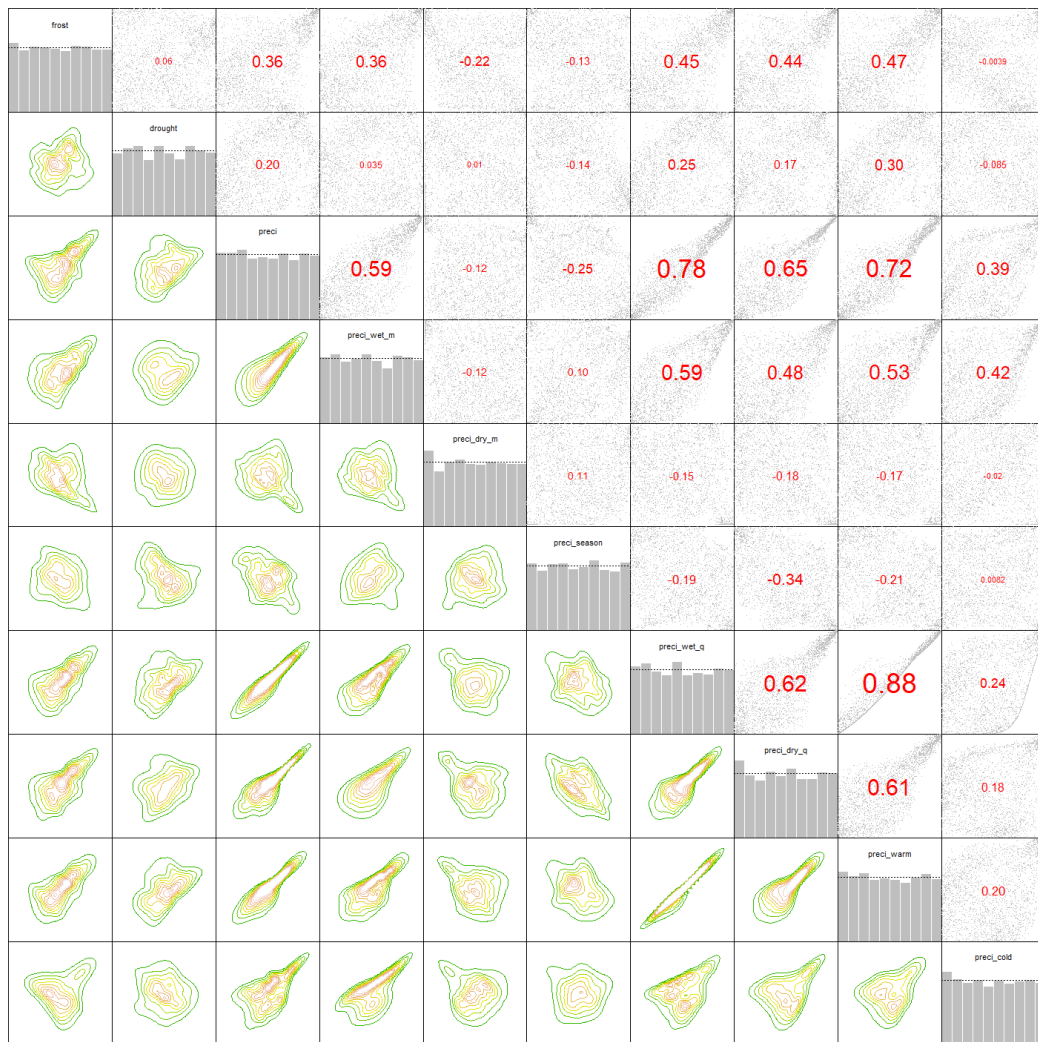 frost
0.06 0.36 0.36 -0.22 -0.13 0.45 0.44 0.47 -0.0039
drought
0.20 0.035 0.01 -0.14 0.25 0.17 0.30 -0.085
preci
0.59 -0.12 -0.25 0.78 0.65 0.72 0.39
preci_wet_m
-0.12 0.10 0.59 0.48 0.53 0.42
preci_dry_m
0.11 -0.15 -0.18 -0.17 -0.02
preci_season
-0.19 -0.34 -0.21 0.0082
preci_wet_q
0.62 0.88 0.24
preci_dry_q
0.61 0.18
preci_warm
0.20
preci_cold